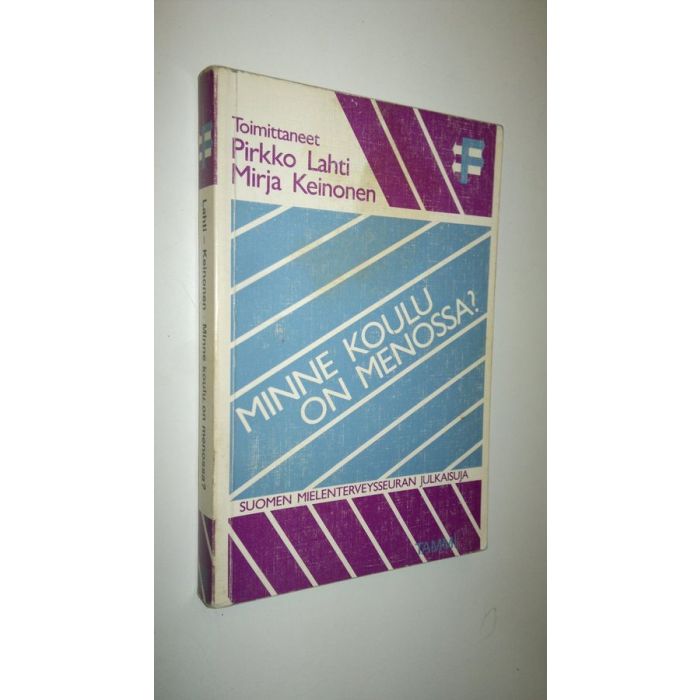 Toimittaneet
Pirkko Lahti
Mirja Keinonen
MINNE KOULU
ON MENOSSA?
SUOMEN MIELENTERVEYSSEURAN JULKAISUJA
TAMMI
Lahti – Keinonen Minne koulu on menossa?
F